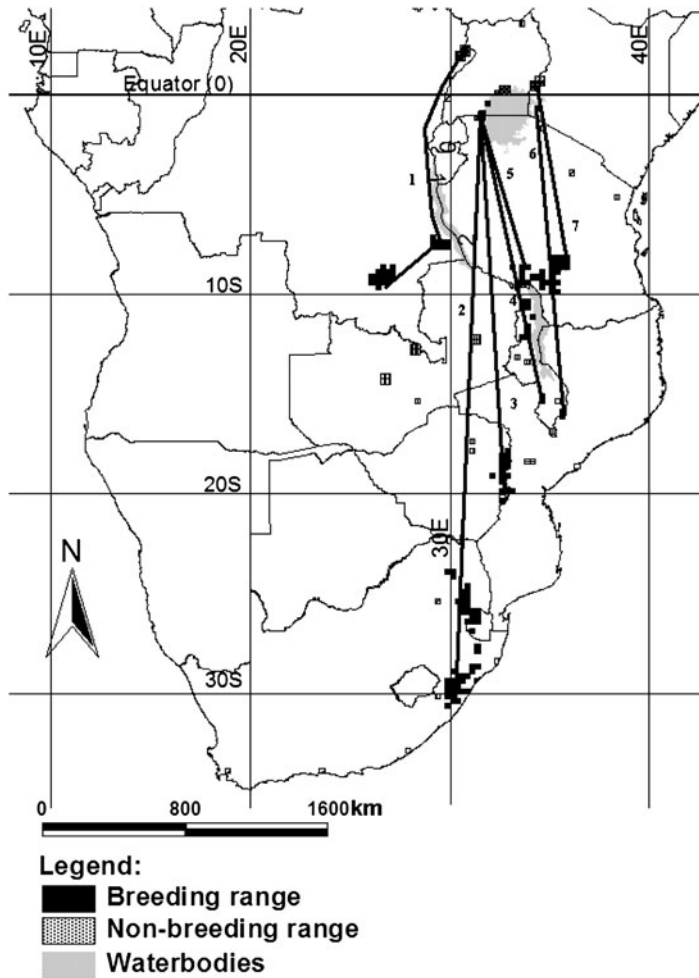 10E
20E
40E
Equator (0)
6
5
1
7
10S
4
2
3
20S
30E
N
30S
0
800
1600km
Legend:
Breeding range
Non-breeding range
Waterbodies